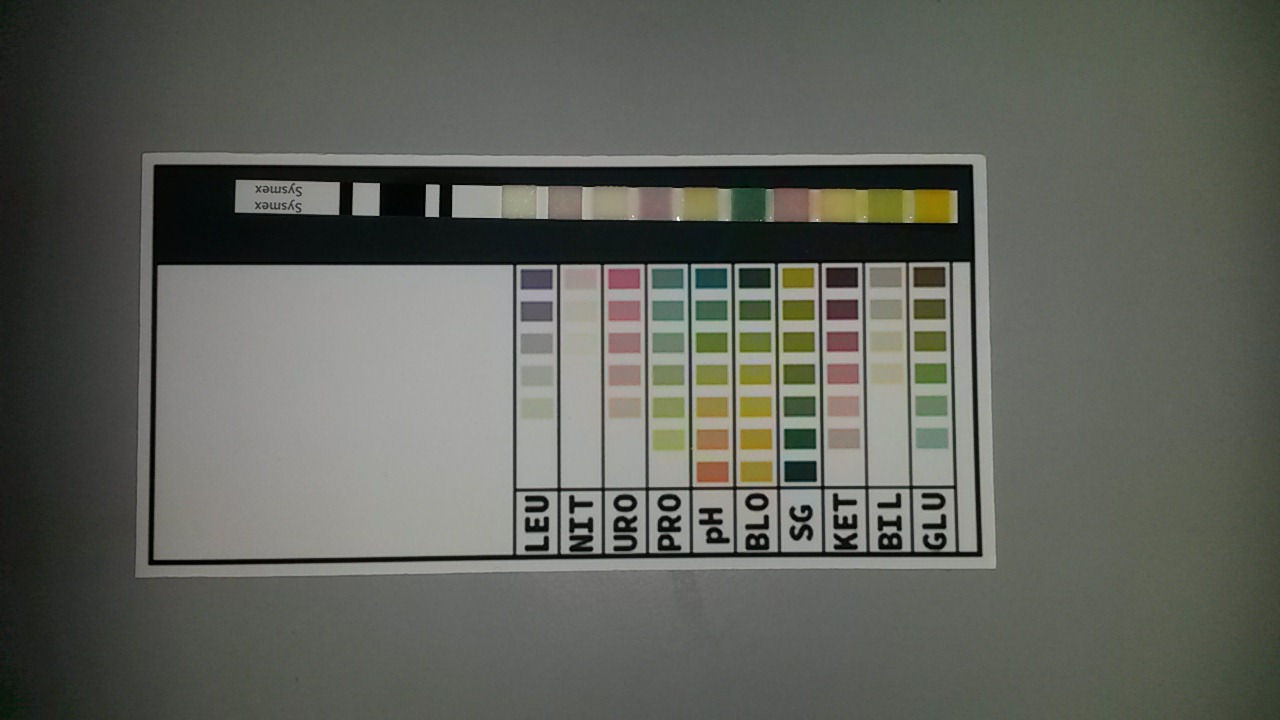 Sysmex
Sysmex
LEU
NIT
URO
PRO
pH
BLO
SG
KET
BIL
GLU